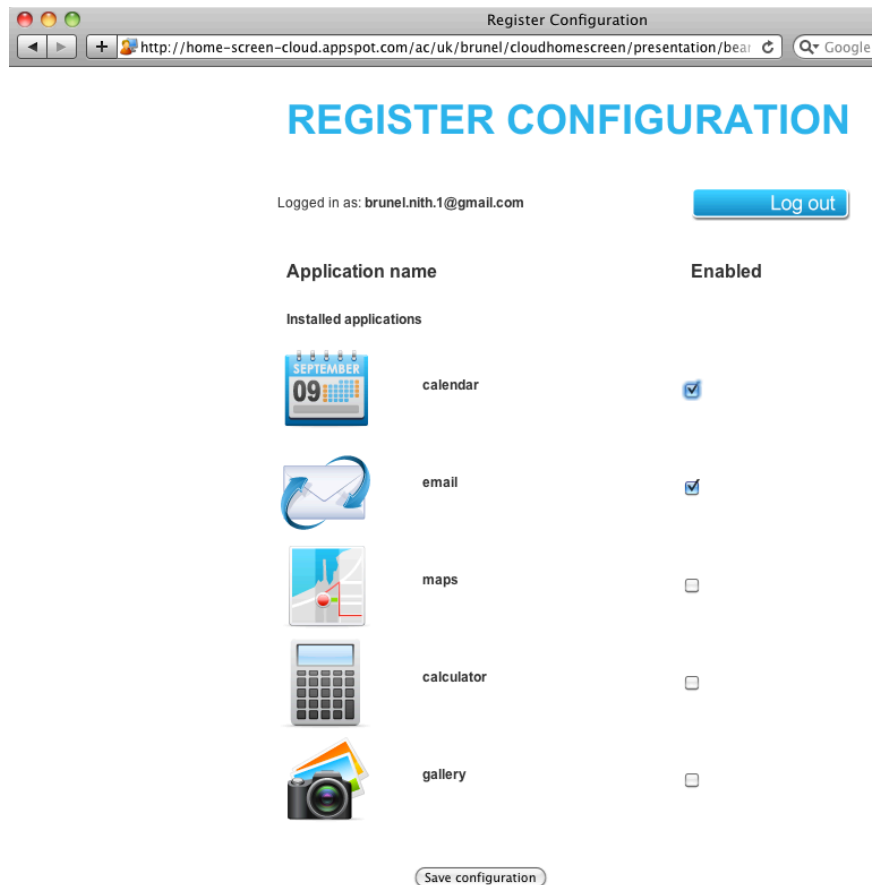 Register Configuration
http://home-screen-cloud.appspot.com/ac/uk/brunel/cloudhomescreen/presentation/bear
Google
REGISTER CONFIGURATION
Logged in as: brunel.nith.1@gmail.com
Log out
Application name Enabled
Installed applications
SEPTEMBER
09
calendar
email
maps
calculator
gallery
Save configuration